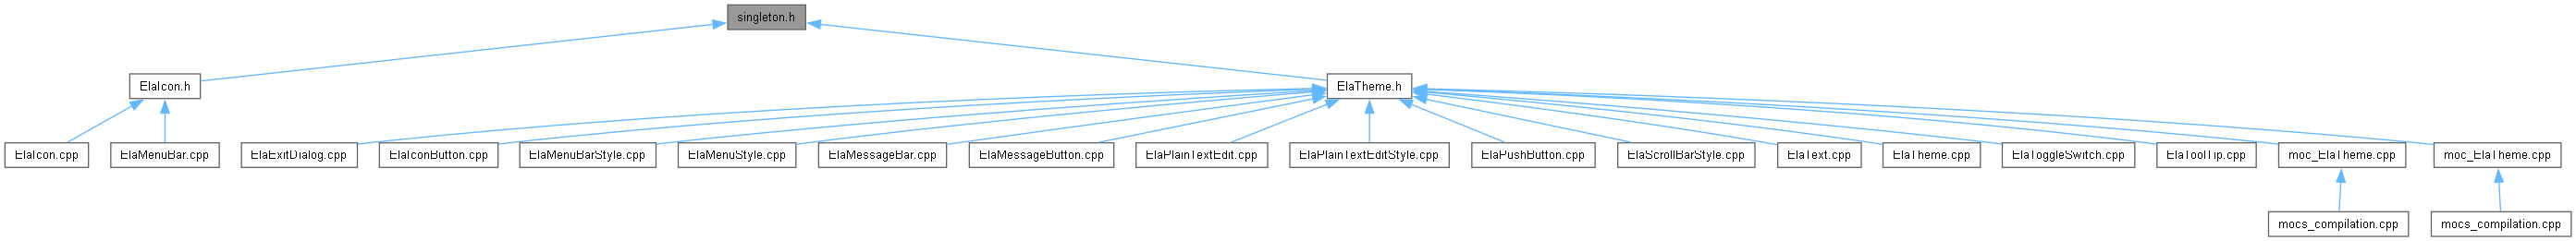 singleton.h
ElaIcon.h
ElaTheme.h
ElaIcon.cpp
ElaMenuBar.cpp
ElaExitDialog.cpp
ElaIconButton.cpp
ElaMenuBarStyle.cpp
ElaMenuStyle.cpp
ElaMessageBar.cpp
ElaMessageButton.cpp
ElaPlainTextEdit.cpp
ElaPlainTextEditStyle.cpp
ElaPushButton.cpp
ElaScrollBarStyle.cpp
ElaText.cpp
ElaTheme.cpp
ElaToggleSwitch.cpp
ElaToolTip.cpp
moc_ElaTheme.cpp
moc_ElaTheme.cpp
mocs_compilation.cpp
mocs_compilation.cpp